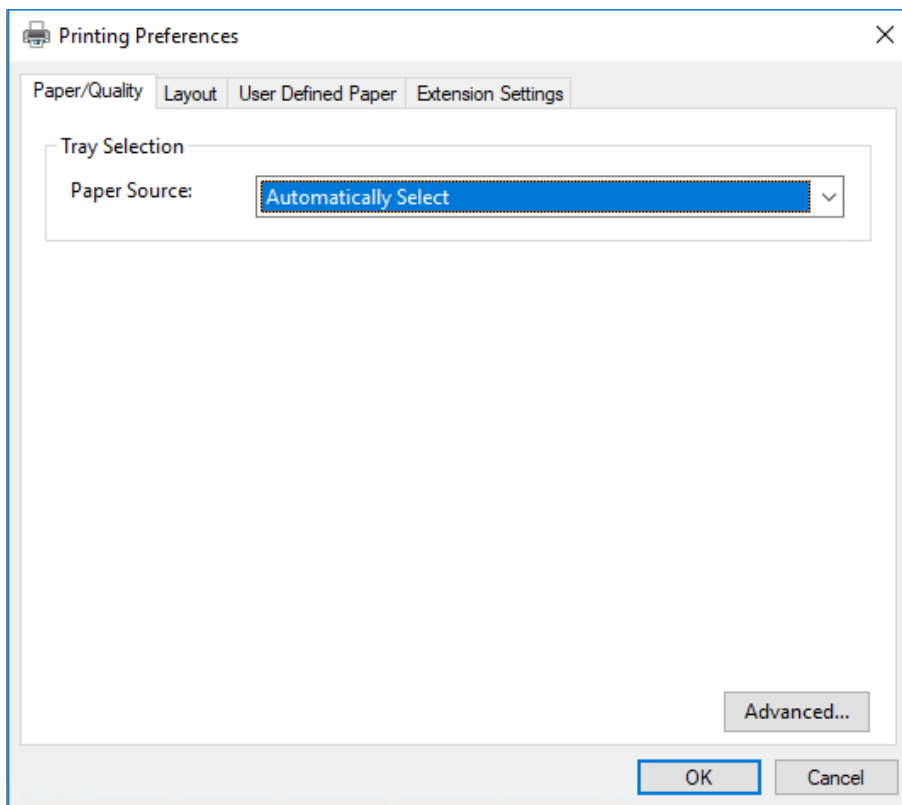 Printing Preferences
Paper/Quality Layout User Defined Paper Extension Settings
Tray Selection
Paper Source: Automatically Select
Advanced...
OK Cancel